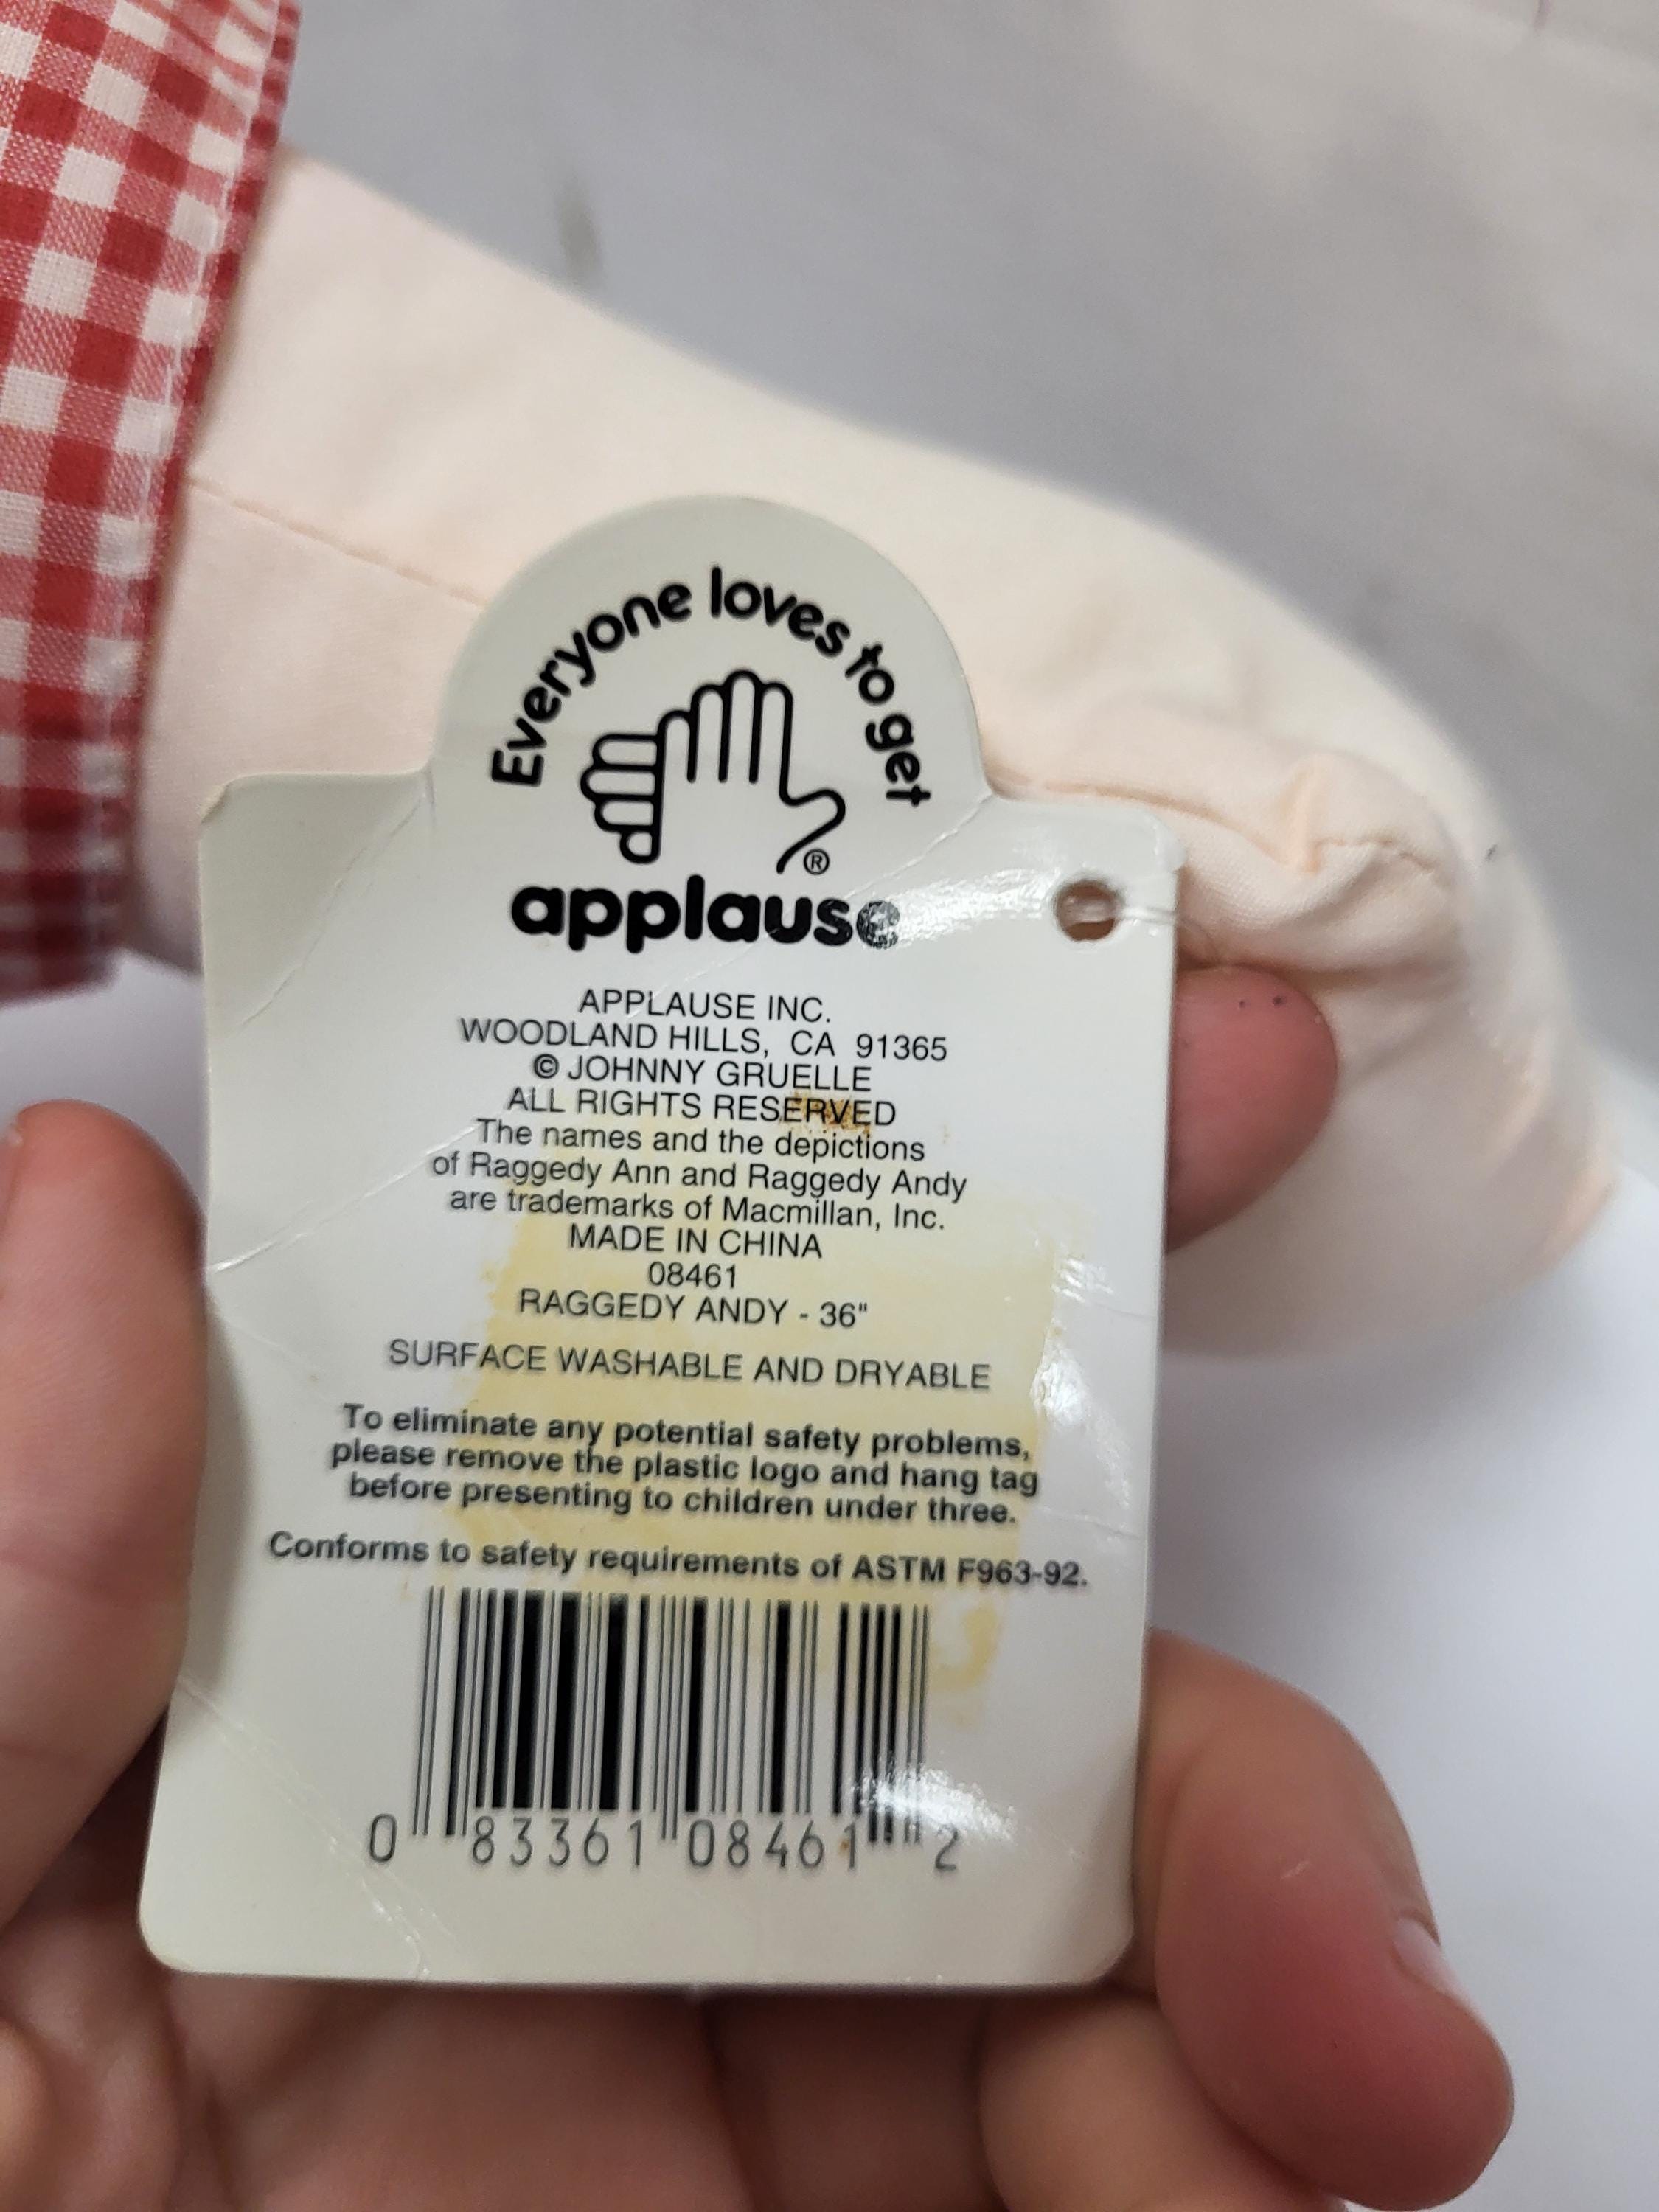 Everyone loves to get
®
applause
APPLAUSE INC.
WOODLAND HILLS, CA 91365
© JOHNNY GRUELLE
ALL RIGHTS RESERVED
The names and the depictions
of Raggedy Ann and Raggedy Andy
are trademarks of Macmillan, Inc.
MADE IN CHINA
08461
RAGGEDY ANDY - 36"
SURFACE WASHABLE AND DRYABLE
To eliminate any potential safety problems,
please remove the plastic logo and hang tag
before presenting to children under three.
Conforms to safety requirements of ASTM F963-92.
0 83361 08461 2